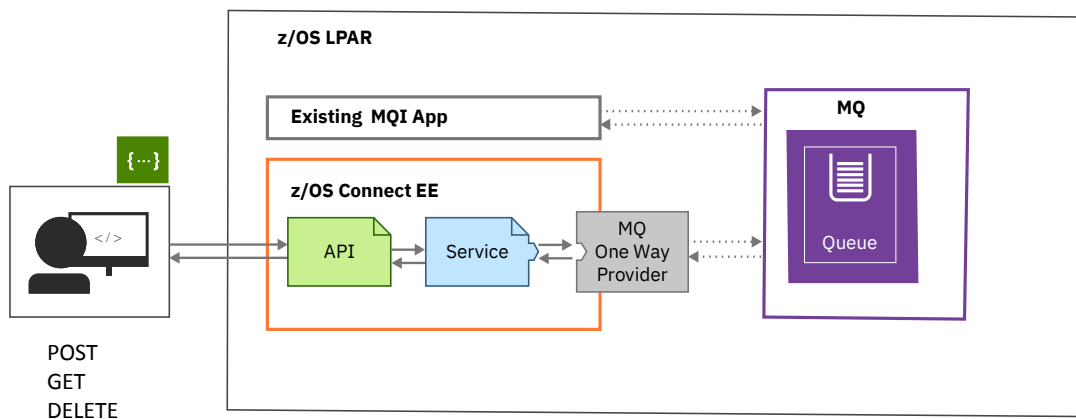 z/OS LPAR
Existing MQI App
MQ
{...}
z/OS Connect EE
</>
API
Service
MQ
One Way
Provider
Queue
POST
GET
DELETE